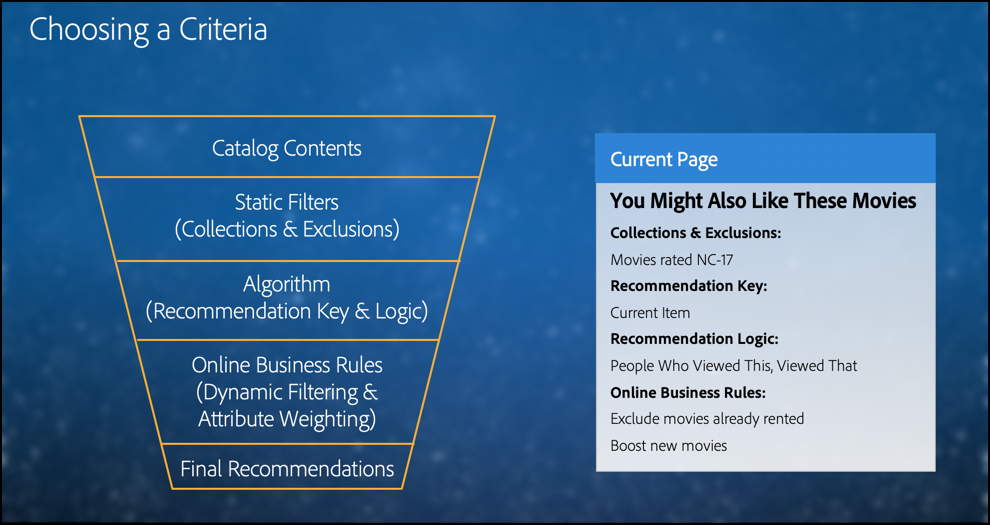 Choosing a Criteria
Catalog Contents
Static Filters
(Collections & Exclusions)
Algorithm
(Recommendation Key & Logic)
Online Business Rules
(Dynamic Filtering &
Attribute Weighting)
Final Recommendations
Current Page
You Might Also Like These Movies
Collections & Exclusions:
Movies rated NC-17
Recommendation Key:
Current Item
Recommendation Logic:
People Who Viewed This, Viewed That
Online Business Rules:
Exclude movies already rented
Boost new movies